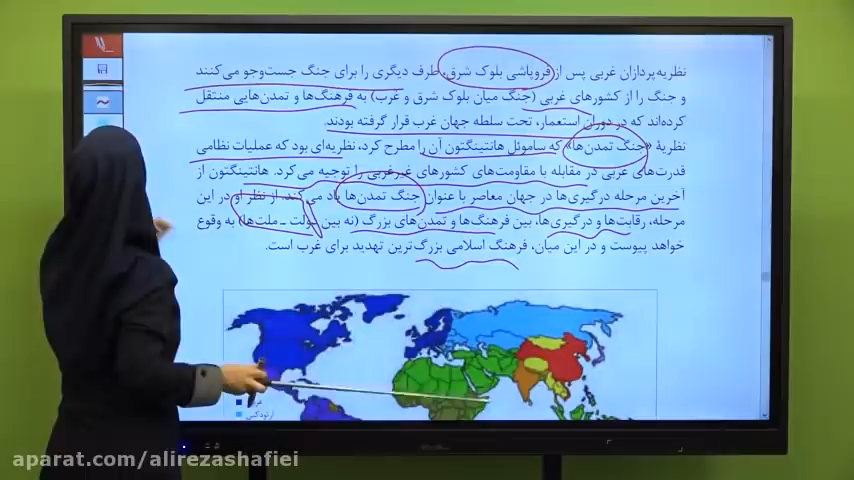 نظریه‌پردازان غربی پس از فروپاشی بلوک شرق، طرف دیگری را برای جنگ جست‌وجو می‌کنند
و جنگ را از کشورهای غربی (جنگ میان بلوک شرق و غرب) به فرهنگ‌ها و تمدن‌هایی منتقل
کرده‌اند که در دوران استعمار، تحت سلطه جهان غرب قرار گرفته بودند.
نظریهٔ «جنگ تمدن‌ها» که ساموئل هانتینگتون آن را مطرح کرد، نظریه‌ای بود که عملیات نظامی
قدرت‌های غربی در مقابله با مقاومت‌های کشورهای غیرغربی را توجیه می‌کرد. هانتینگتون از
آخرین مرحله درگیری‌ها در جهان معاصر با عنوان جنگ تمدن‌ها یاد می‌کند. از نظر او در این
مرحله، رقابت‌ها و درگیری‌ها، بین فرهنگ‌ها و تمدن‌های بزرگ (نه بین دولت ـ ملت‌ها) به وقوع
خواهد پیوست و در این میان، فرهنگ اسلامی بزرگ‌ترین تهدید برای غرب است.
ارتودکس
aparat.com/alirezashafiei